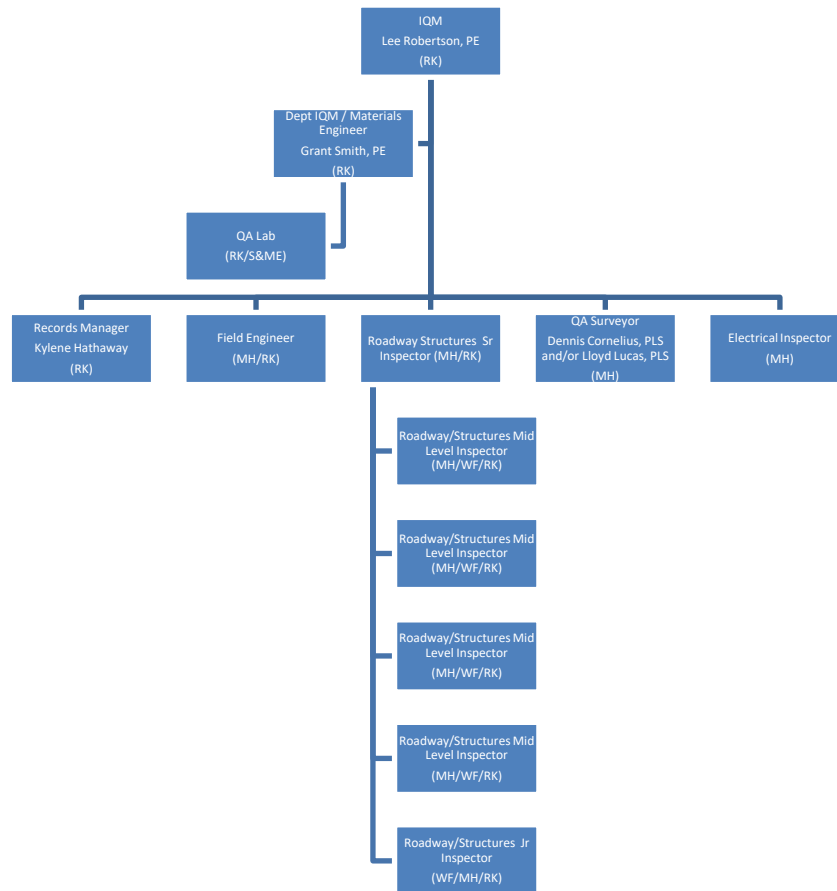 IQM
Lee Robertson, PE
(RK)
Dept IQM / Materials
Engineer
Grant Smith, PE
(RK)
QA Lab
(RK/S&ME)
Records Manager
Kylene Hathaway
(RK)
Field Engineer
(MH/RK)
Roadway Structures Sr
Inspector (MH/RK)
QA Surveyor
Dennis Cornelius, PLS
and/or Lloyd Lucas, PLS
(MH)
Electrical Inspector
(MH)
Roadway/Structures Mid
Level Inspector
(MH/WF/RK)
Roadway/Structures Mid
Level Inspector
(MH/WF/RK)
Roadway/Structures Mid
Level Inspector
(MH/WF/RK)
Roadway/Structures Mid
Level Inspector
(MH/WF/RK)
Roadway/Structures Jr
Inspector
(WF/MH/RK)